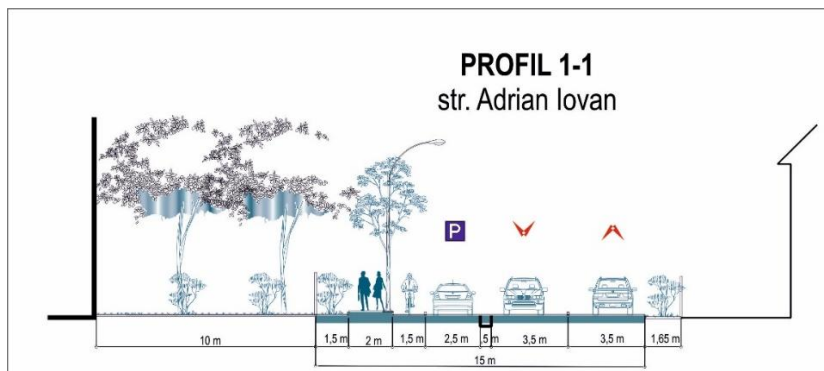 PROFIL 1-1
str. Adrian Iovan
P
10 m
1,5 m
2 m
1,5 m
2,5 m
,5 m
3,5 m
3,5 m
1,65 m
15 m